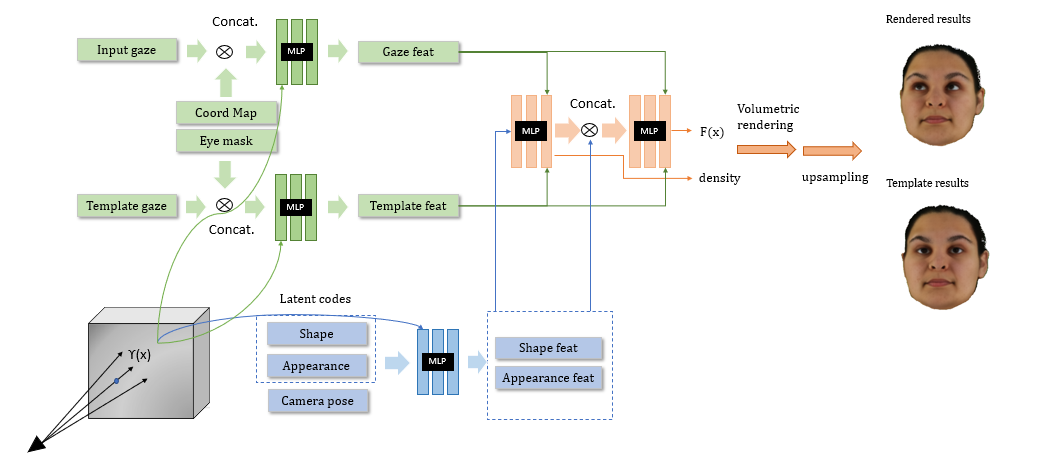 Rendered results
Concat.
Input gaze
MLP
Gaze feat
Coord Map
Eye mask
Concat.
MLP
MLP
F(x)
Volumetric
rendering
upsampling
density
Template results
Template gaze
Concat.
MLP
Template feat
Latent codes
Shape
Appearance
Camera pose
MLP
Shape feat
Appearance feat
ϒ(x)